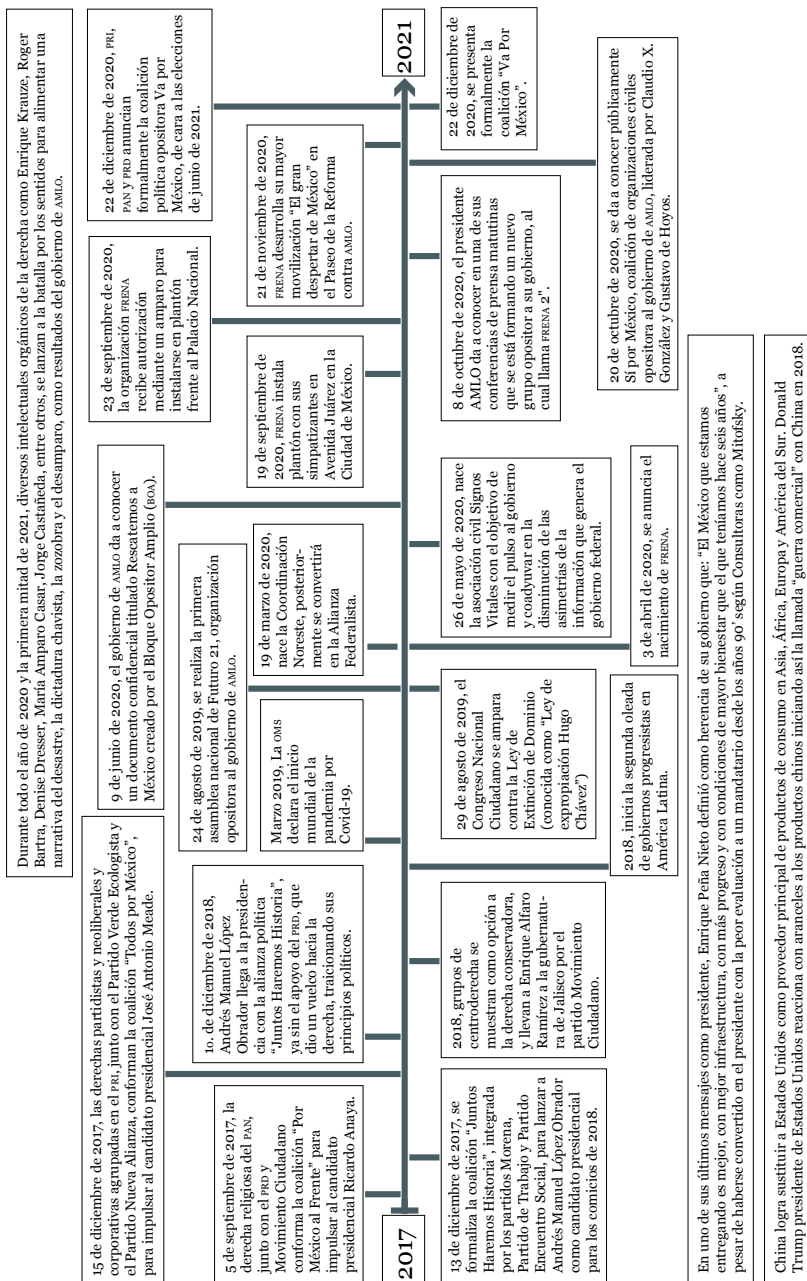 Durante todo el año de 2020 y la primera mitad de 2021, diversos intelectuales orgánicos de la derecha como Enrique Krauze, Roger
Bartra, Denise Dresser, María Amparo Casar, Jorge Castañeda, entre otros, se lanzan a la batalla por los sentidos para alimentar una
narrativa del desastre, la dictadura chavista, la zozobra y el desamparo, como resultados del gobierno de AMLO.
15 de diciembre de 2017, las derechas partidistas y neoliberales y
corporativas agrupadas en el PRI, junto con el Partido Verde Ecologista y
el Partido Nueva Alianza, conforman la coalición “Todos por México”,
para impulsar al candidato presidencial José Antonio Meade.
9 de junio de 2020, el gobierno de AMLO da a conocer
un documento confidencial titulado Rescatemos a
México creado por el Bloque Opositor Amplio (BOA).
23 de septiembre de 2020,
la organización FRENA
recibe autorización
mediante un amparo para
instalarse en plantón
frente al Palacio Nacional.
22 de diciembre de 2020, PRI,
PAN y PRD anuncian
formalmente la coalición
política opositora Va por
México, de cara a las elecciones
de junio de 2021.
5 de septiembre de 2017, la
derecha religiosa del PAN,
junto con el PRD y
Movimiento Ciudadano
conforma la coalición “Por
México al Frente” para
impulsar al candidato
presidencial Ricardo Anaya.
1o. de diciembre de 2018,
Andrés Manuel López
Obrador llega a la presiden-
cia con la alianza política
“Juntos Haremos Historia”,
ya sin el apoyo del PRD, que
dio un vuelco hacia la
derecha, traicionando sus
principios políticos.
24 de agosto de 2019, se realiza la primera
asamblea nacional de Futuro 21, organización
opositora al gobierno de AMLO.
Marzo 2019, La OMS
declara el inicio
mundial de la
pandemia por
Covid-19.
19 de marzo de 2020,
nace la Coordinación
Noreste, posterior-
mente se convertirá
en la Alianza
Federalista.
19 de septiembre de
2020, FRENA instala
plantón con sus
simpatizantes en
Avenida Juárez en la
Ciudad de México.
21 de noviembre de 2020,
FRENA desarrolla su mayor
movilización “El gran
despertar de México” en
el Paseo de la Reforma
contra AMLO.
2017
2021
13 de diciembre de 2017, se
formaliza la coalición “Juntos
Haremos Historia”, integrada
por los partidos Morena,
Partido de Trabajo y Partido
Encuentro Social, para lanzar a
Andrés Manuel López Obrador
como candidato presidencial
para los comicios de 2018.
2018, grupos de
centroderecha se
muestran como opción a
la derecha conservadora,
y llevan a Enrique Alfaro
Ramírez a la gubernatu-
ra de Jalisco por el
partido Movimiento
Ciudadano.
2018, inicia la segunda oleada
de gobiernos progresistas en
América Latina.
29 de agosto de 2019, el
Congreso Nacional
Ciudadano se ampara
contra la Ley de
Extinción de Dominio
(conocida como “Ley de
expropiación Hugo
Chávez”)
3 de abril de 2020, se anuncia el
nacimiento de FRENA.
26 de mayo de 2020, nace
la asociación civil Signos
Vitales con el objetivo de
medir el pulso al gobierno
y coadyuvar en la
disminución de las
asimetrías de la
información que genera el
gobierno federal.
8 de octubre de 2020, el presidente
AMLO da a conocer en una de sus
conferencias de prensa matutinas
que se está formando un nuevo
grupo opositor a su gobierno, al
cual llama FRENA 2".
20 de octubre de 2020, se da a conocer públicamente
Sí por México, coalición de organizaciones civiles
opositora al gobierno de AMLO, liderada por Claudio X.
González y Gustavo de Hoyos.
22 de diciembre de
2020, se presenta
formalmente la
coalición “Va Por
México”.
En uno de sus últimos mensajes como presidente, Enrique Peña Nieto definió como herencia de su gobierno que: “El México que estamos
entregando es mejor, con mejor infraestructura, con más progreso y con condiciones de mayor bienestar que el que teníamos hace seis años”, a
pesar de haberse convertido en el presidente con la peor evaluación a un mandatario desde los años 90’ según Consultoras como Mitofsky.
China logra sustituir a Estados Unidos como proveedor principal de productos de consumo en Asia, África, Europa y América del Sur. Donald
Trump presidente de Estados Unidos reacciona con aranceles a los productos chinos iniciando así la llamada “guerra comercial” con China en 2018.